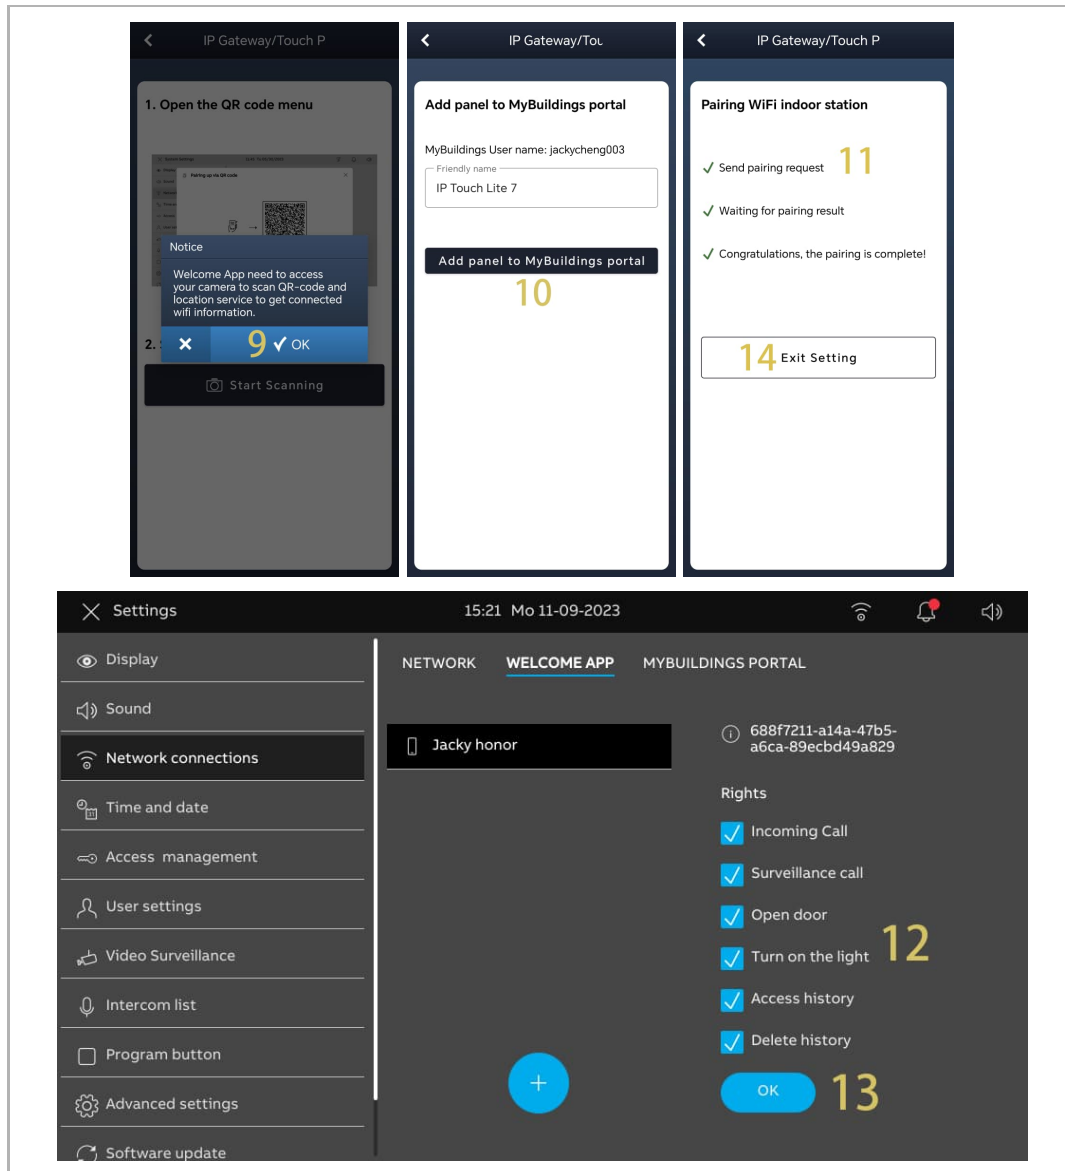 IP Gateway/Touch P
1. Open the QR code menu
Pairing up via QR code
Notice
Welcome App need to access
your camera to scan QR-code and
location service to get connected
wifi information.
2.
9 OK
Start Scanning
IP Gateway/Tou
Add panel to MyBuildings portal
MyBuildings User name: jackycheng003
Friendly name
IP Touch Lite 7
Add panel to MyBuildings portal
10
IP Gateway/Touch P
Pairing WiFi indoor station
Send pairing request 11
Waiting for pairing result
Congratulations, the pairing is complete!
14 Exit Setting
Settings
15:21 Mo 11-09-2023
Display
Sound
Network connections
Time and date
Access management
User settings
Video Surveillance
Intercom list
Program button
Advanced settings
Software update
NETWORK WELCOME APP MYBUILDINGS PORTAL
Jacky honor
+
688f7211-a14a-47b5-
a6ca-89ecbd49a829
Rights
Incoming Call
Surveillance call
Open door
Turn on the light 12
Access history
Delete history
OK 13